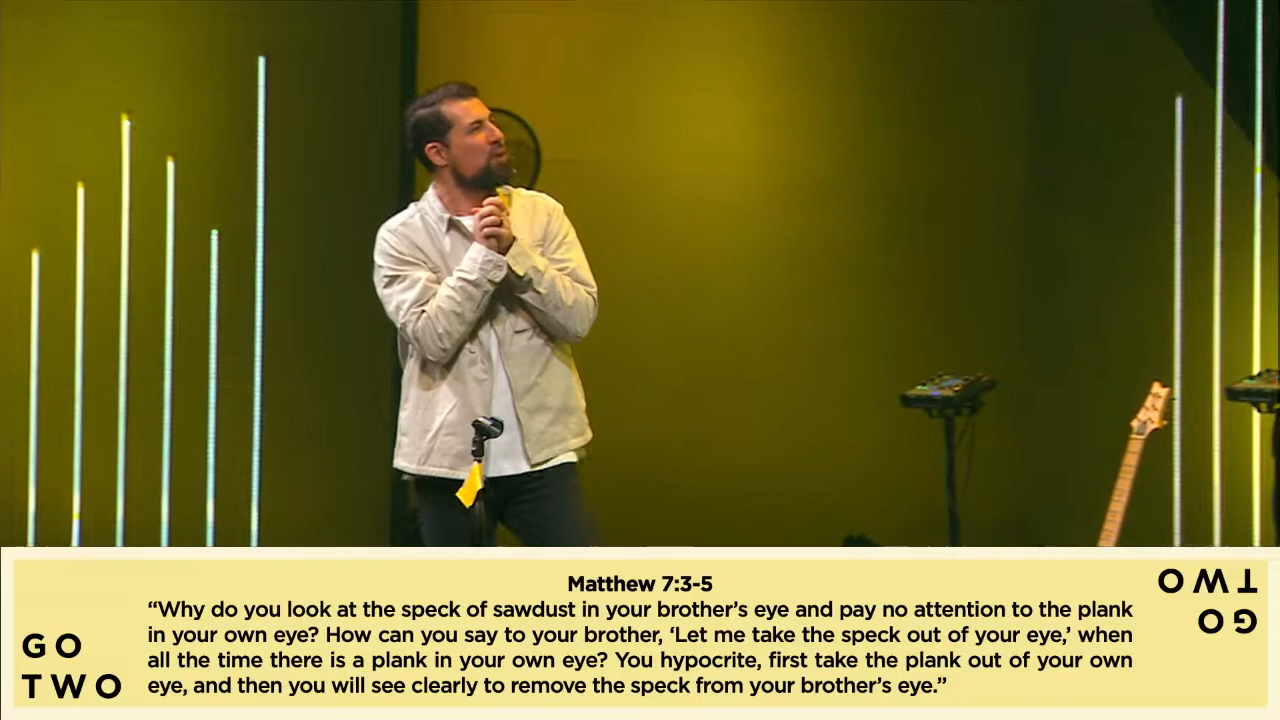 Matthew 7:3-5
“Why do you look at the speck of sawdust in your brother’s eye and pay no attention to the plank
in your own eye? How can you say to your brother, ‘Let me take the speck out of your eye,’ when
all the time there is a plank in your own eye? You hypocrite, first take the plank out of your own
eye, and then you will see clearly to remove the speck from your brother’s eye.”
GO
TWO
GO
TWO